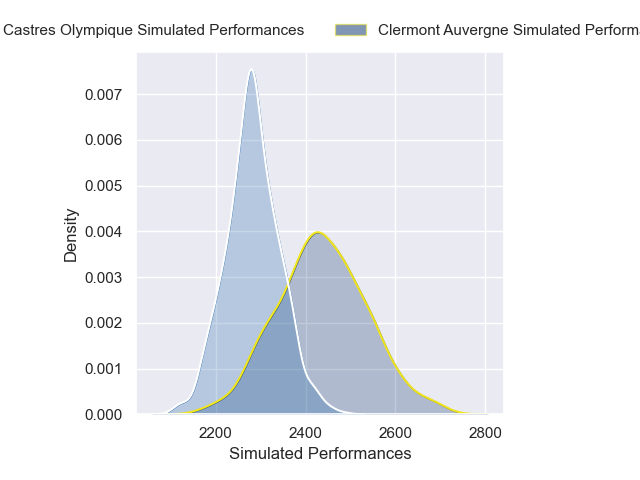 Castres Olympique Simulated Performances
Clermont Auvergne Simulated Perform
0.007
0.006
0.005
0.004
0.003
0.002
0.001
0.000
Density
2200 2400 2600 2800
Simulated Performances